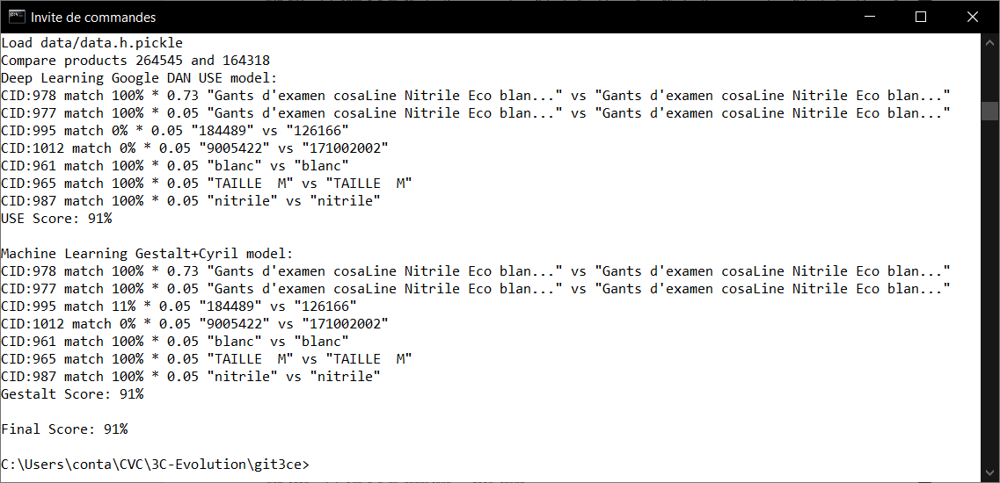 Invite de commandes
Load data/data.h.pickle
Compare products 264545 and 164318
Deep Learning Google DAN USE model:
CID:978 match 100% * 0.73 "Gants d'examen cosaLine Nitrile Eco blan..." vs "Gants d'examen cosaLine Nitrile Eco blan..."
CID:977 match 100% * 0.05 "Gants d'examen cosaLine Nitrile Eco blan..." vs "Gants d'examen cosaLine Nitrile Eco blan..."
CID:995 match 0% * 0.05 "184489" vs "126166"
CID:1012 match 0% * 0.05 "9005422" vs "171002002"
CID:961 match 100% * 0.05 "blanc" vs "blanc"
CID:965 match 100% * 0.05 "TAILLE  M" vs "TAILLE  M"
CID:987 match 100% * 0.05 "nitrile" vs "nitrile"
USE Score: 91%
Machine Learning Gestalt+Cyril model:
CID:978 match 100% * 0.73 "Gants d'examen cosaLine Nitrile Eco blan..." vs "Gants d'examen cosaLine Nitrile Eco blan..."
CID:977 match 100% * 0.05 "Gants d'examen cosaLine Nitrile Eco blan..." vs "Gants d'examen cosaLine Nitrile Eco blan..."
CID:995 match 11% * 0.05 "184489" vs "126166"
CID:1012 match 0% * 0.05 "9005422" vs "171002002"
CID:961 match 100% * 0.05 "blanc" vs "blanc"
CID:965 match 100% * 0.05 "TAILLE  M" vs "TAILLE  M"
CID:987 match 100% * 0.05 "nitrile" vs "nitrile"
Gestalt Score: 91%
Final Score: 91%
C:\Users\conta\CVC\3C-Evolution\git3ce>